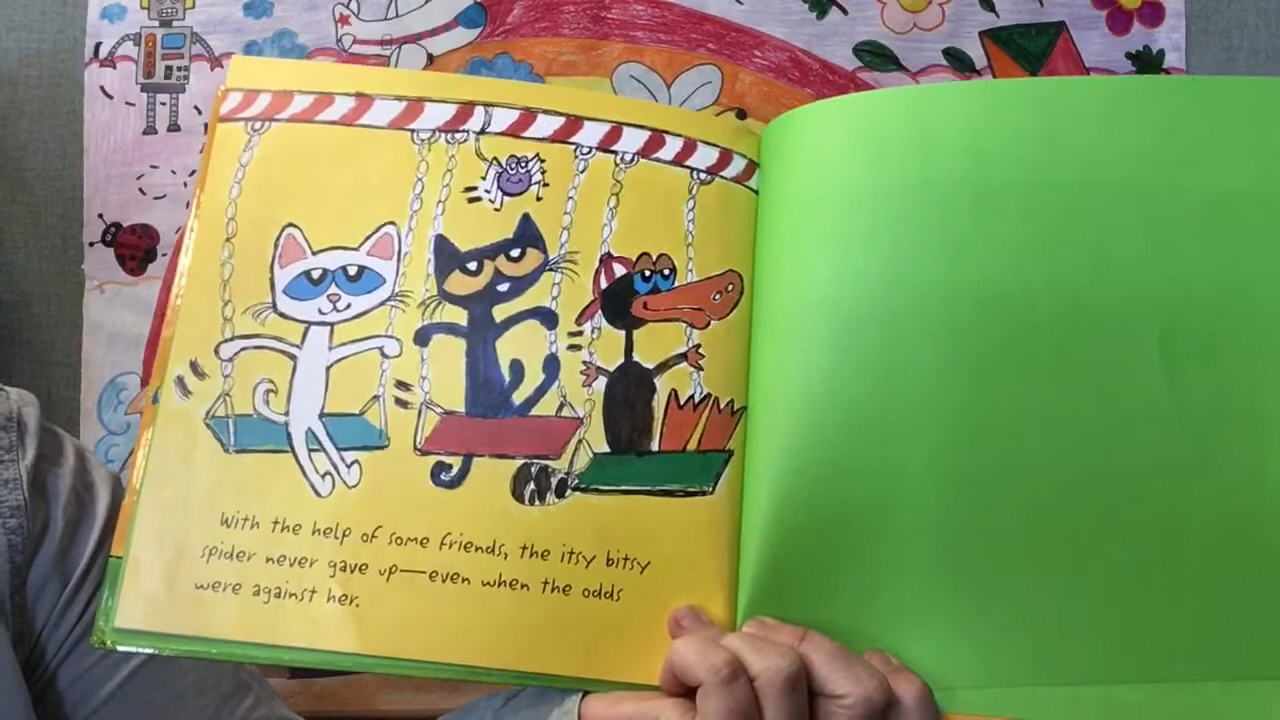 With the help of some friends, the itsy bitsy
spider never gave up—even when the odds
were against her.